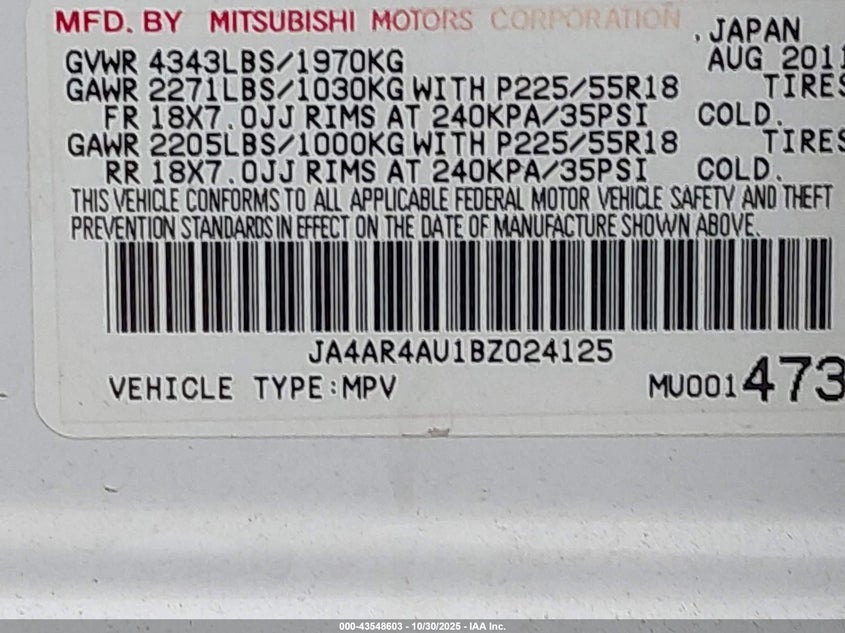 MFD. BY MITSUBISHI MOTORS CORPORATION , JAPAN
GVWR 4343LBS/1970KG AUG 2011
GAWR 2271LBS/1030KG WITH P225/55R18 TIRES
FR 18X7.0JJ RIMS AT 240KPA/35PSI COLD.
GAWR 2205LBS/1000KG WITH P225/55R18 TIRES
RR 18X7.0JJ RIMS AT 240KPA/35PSI COLD.
THIS VEHICLE CONFORMS TO ALL APPLICABLE FEDERAL MOTOR VEHICLE SAFETY AND THEFT
PREVENTION STANDARDS IN EFFECT ON THE DATE OF MANUFACTURE SHOWN ABOVE.
JA4AR4AU1BZ024125
VEHICLE TYPE:MPV MU001473
000-43548603 - 10/30/2025 - IAA Inc.